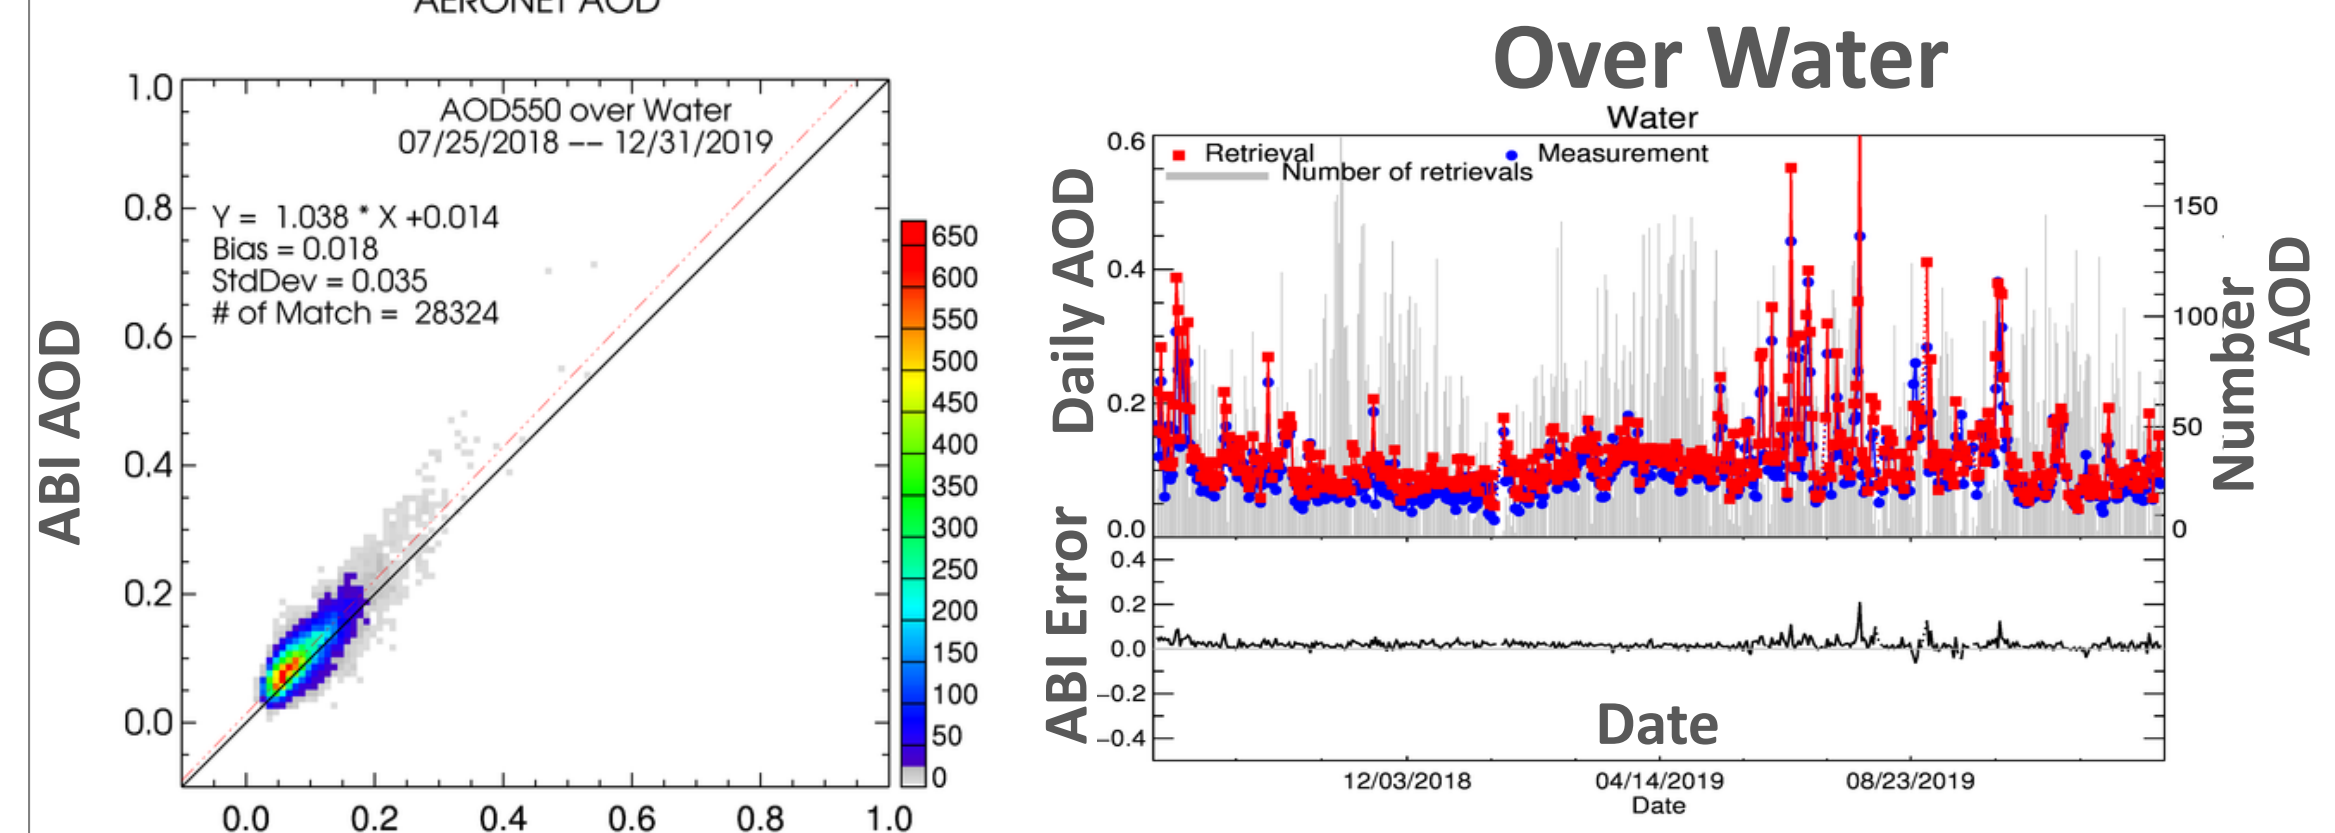 AERONET AOD
1.0
0.8
0.6
0.4
0.2
0.0
ABI AOD
AOD550 over Water
07/25/2018 -- 12/31/2019
Y = 1.038 * X +0.014
Bias = 0.018
StdDev = 0.035
# of Match = 28324
0.0 0.2 0.4 0.6 0.8 1.0
650
600
550
500
450
400
350
300
250
200
150
100
50
0
Over Water
Water
Retrieval
Measurement
Number of retrievals
Daily AOD
0.6
0.4
0.2
0.0
150
100
50
0
Number
AOD
ABI Error
0.4
0.2
0.0
-0.2
-0.4
Date
12/03/2018 04/14/2019 08/23/2019
Date